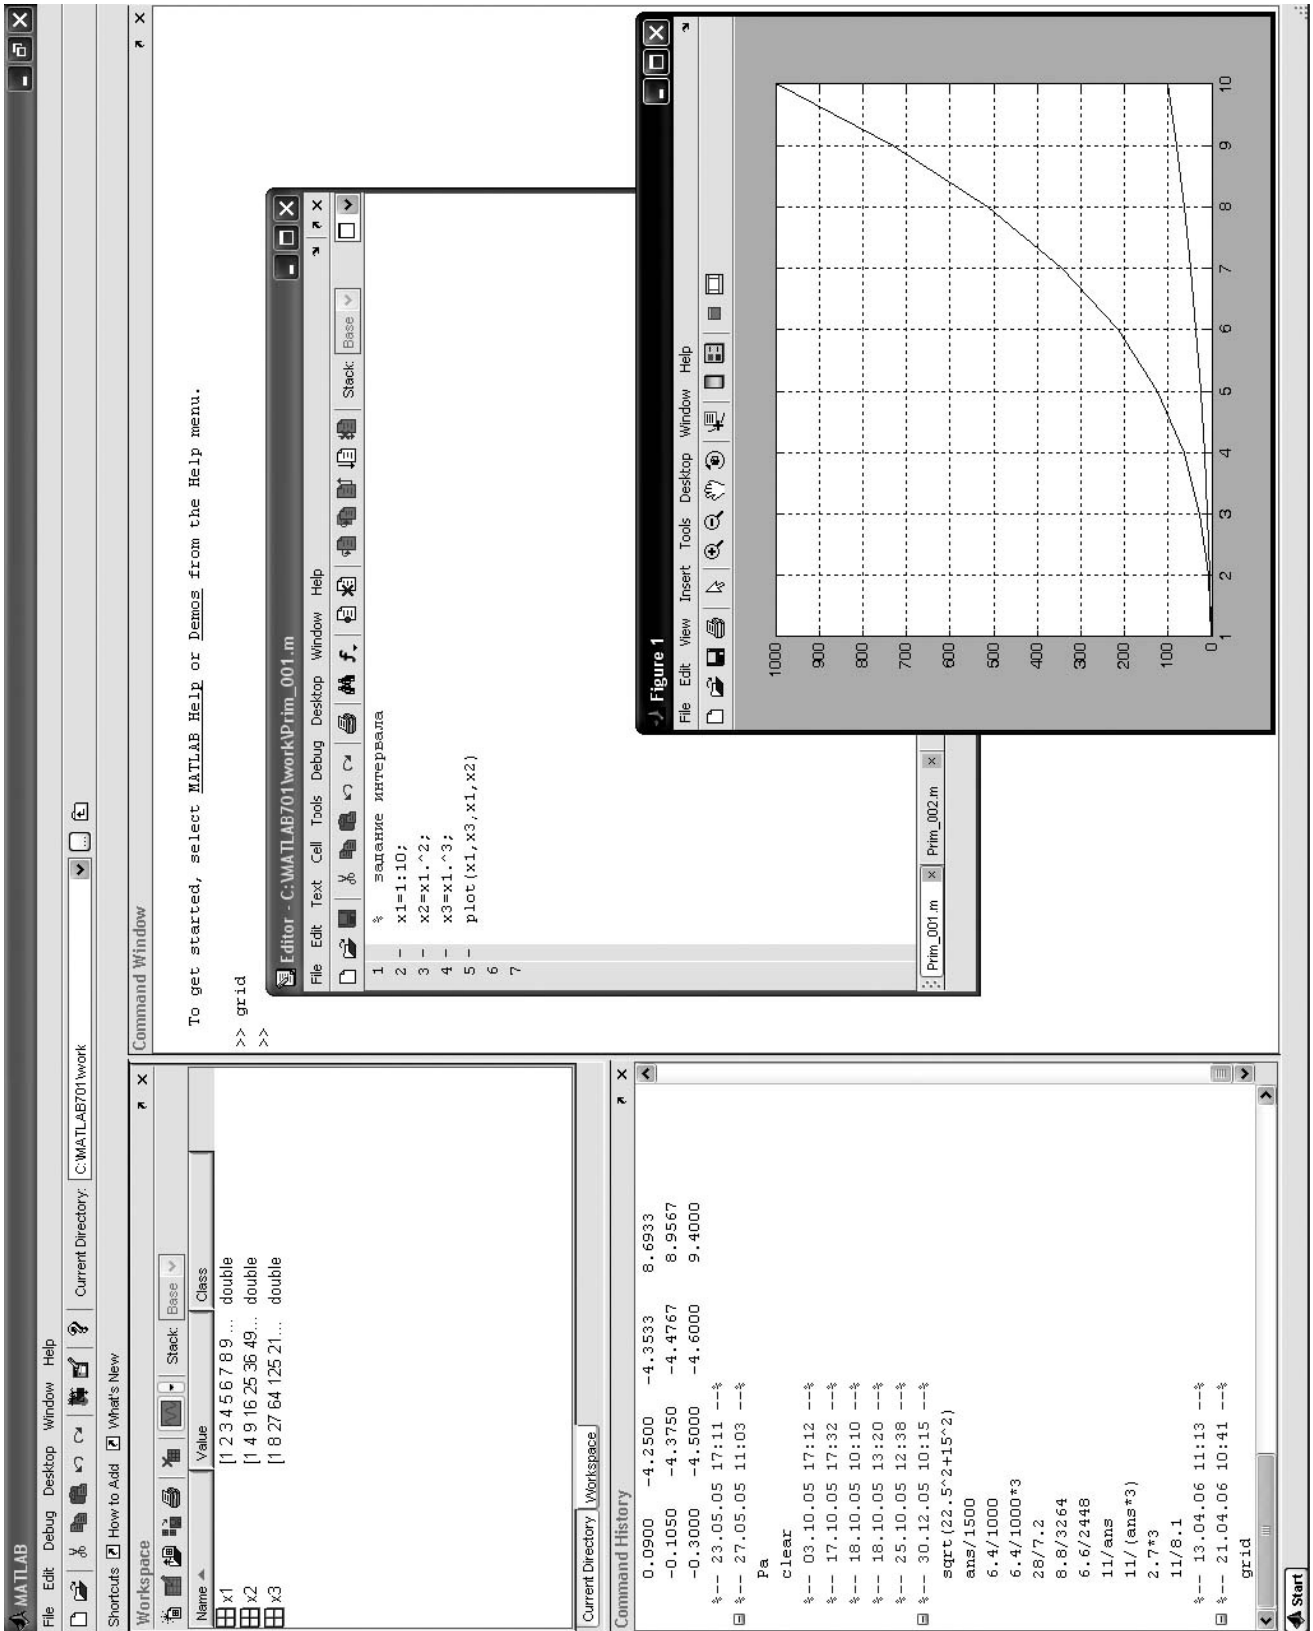 MATLAB
File Edit Debug Desktop Window Help
Current Directory: C:\MATLAB701\work
Shortcuts How to Add What's New
Workspace
Stack: Base
Name Value Class
x1 [1 2 3 4 5 6 7 8 9 ... double
x2 [1 4 9 16 25 36 49... double
x3 [1 8 27 64 125 21... double
Current Directory Workspace
Command History
0.0900 -4.2500 -4.3533 8.6933
-0.1050 -4.3750 -4.4767 8.9567
-0.3000 -4.5000 -4.6000 9.4000
%--- 23.05.05 17:11 ---%
%--- 27.05.05 11:03 ---%
Pa
clear
%--- 03.10.05 17:12 ---%
%--- 17.10.05 17:32 ---%
%--- 18.10.05 10:10 ---%
%--- 18.10.05 13:20 ---%
%--- 25.10.05 12:38 ---%
%--- 30.12.05 10:15 ---%
sqrt(22.5^2+15^2)
ans/1500
6.4/1000
6.4/1000*3
28/7.2
8.8/3264
6.6/2448
11/ans
11/(ans*3)
2.7*3
11/8.1
%--- 13.04.06 11:13 ---%
%--- 21.04.06 10:41 ---%
grid
Start
Command Window
To get started, select MATLAB Help or Demos from the Help menu.
>> grid
>>
Editor - C:\MATLAB701\work\Prim_001.m
File Edit Text Cell Tools Debug Desktop Window Help
Stack: Base
1 % задание интервала
2 - x1=1:10;
3 - x2=x1.^2;
4 - x3=x1.^3;
5 - plot(x1,x3,x1,x2)
6
7
Prim_001.m Prim_002.m
Figure 1
File Edit View Insert Tools Desktop Window Help
1000
900
800
700
600
500
400
300
200
100
0
1 2 3 4 5 6 7 8 9 10